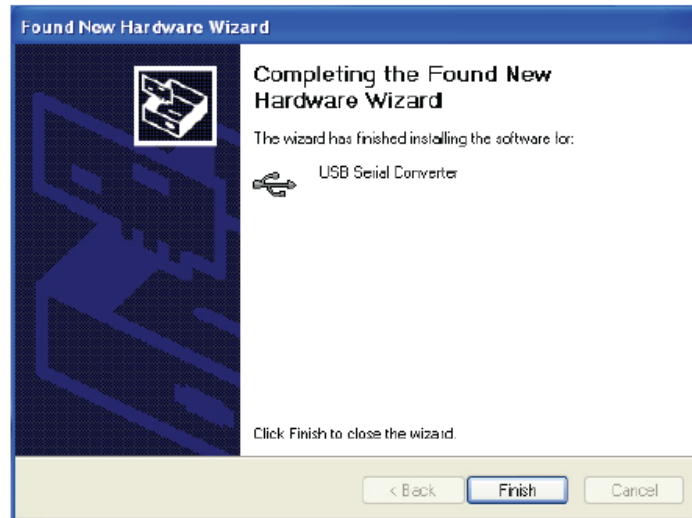 Found New Hardware Wizard
Completing the Found New
Hardware Wizard
The wizard has finished installing the software for:
USB Serial Converter
Click Finish to close the wizard.
< Back
Finish
Cancel